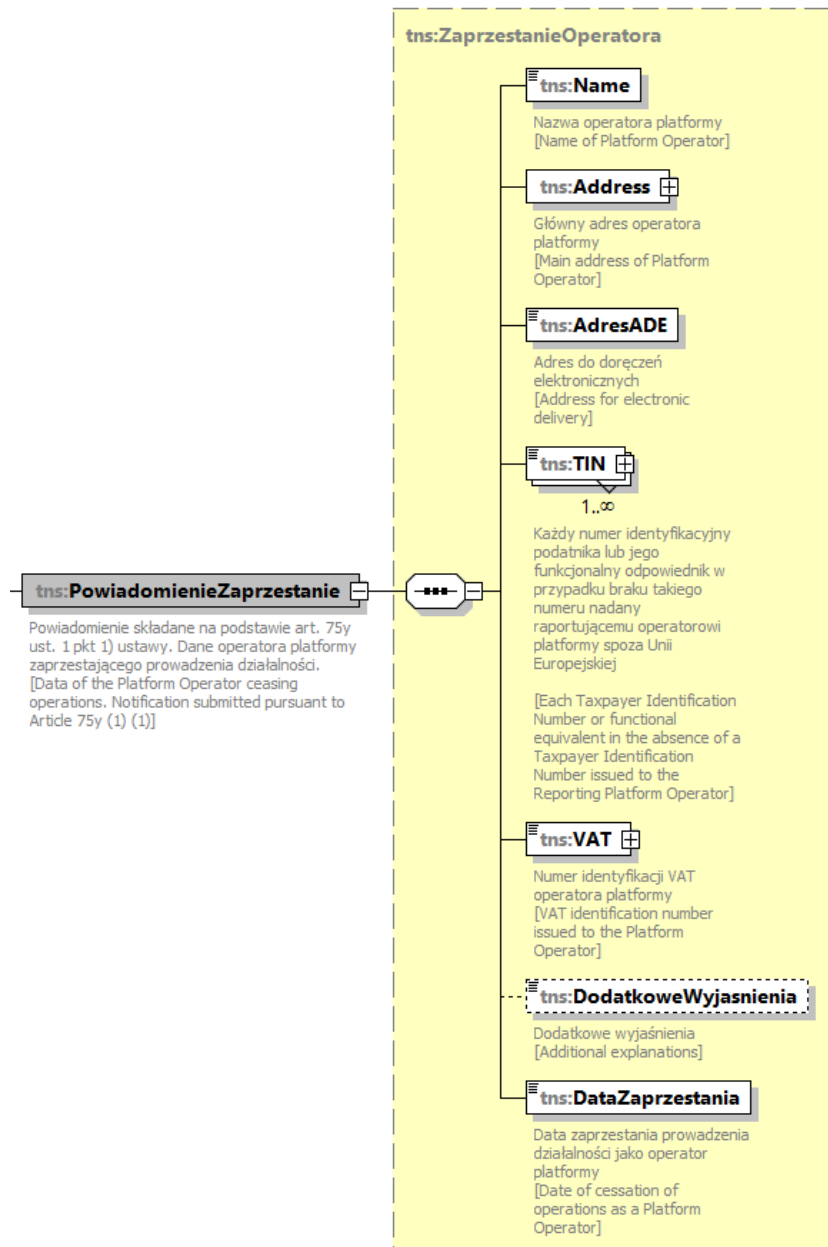 tns:ZaprzestanieOperatora
tns:Name
Nazwa operatora platformy
[Name of Platform Operator]
tns:Address
Główny adres operatora
platformy
[Main address of Platform
Operator]
tns:AdresADE
Adres do doręczeń
elektronicznych
[Address for electronic
delivery]
tns:TIN
1..∞
Każdy numer identyfikacyjny
podatnika lub jego
funkcjonalny odpowiednik w
przypadku braku takiego
numeru nadany
raportującemu operatorowi
platformy spoza Unii
Europejskiej
[Each Taxpayer Identification
Number or functional
equivalent in the absence of a
Taxpayer Identification
Number issued to the
Reporting Platform Operator]
tns:PowiadomienieZaprzestanie
Powiadomienie składane na podstawie art. 75y
ust. 1 pkt 1) ustawy. Dane operatora platformy
zaprzestającego prowadzenia działalności.
[Data of the Platform Operator ceasing
operations. Notification submitted pursuant to
Article 75y (1) (1)]
tns:VAT
Numer identyfikacji VAT
operatora platformy
[VAT identification number
issued to the Platform
Operator]
tns:DodatkoweWyjasnienia
Dodatkowe wyjaśnienia
[Additional explanations]
tns:DataZaprzestania
Data zaprzestania prowadzenia
działalności jako operator
platformy
[Date of cessation of
operations as a Platform
Operator]